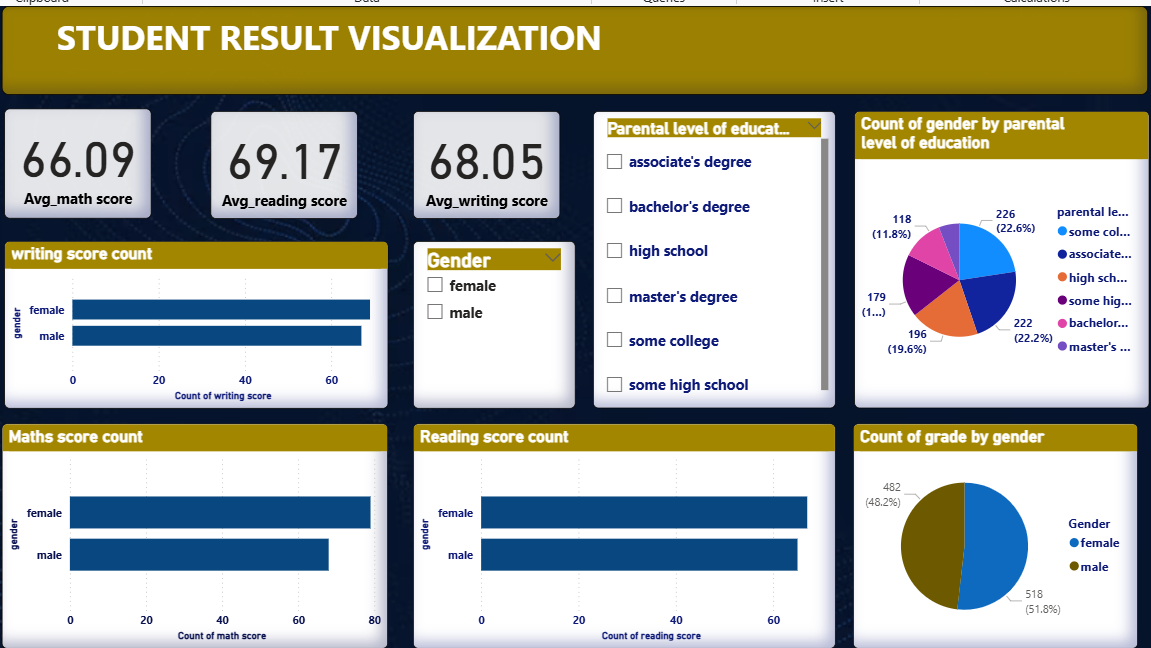 Clipboard
Data
Queries
Insert
Calculations
STUDENT RESULT VISUALIZATION
66.09
Avg_math score
69.17
Avg_reading score
68.05
Avg_writing score
Parental level of educat...
associate's degree
bachelor's degree
high school
master's degree
some college
some high school
Count of gender by parental
level of education
226
(22.6%)
222
(22.2%)
196
(19.6%)
179
(1...)
118
(11.8%)
parental le...
some col...
associate...
high sch...
some hig...
bachelor...
master's ...
writing score count
gender
female
male
0 20 40 60
Count of writing score
Gender
female
male
Maths score count
gender
female
male
0 20 40 60 80
Count of math score
Reading score count
gender
female
male
0 20 40 60
Count of reading score
Count of grade by gender
482
(48.2%)
518
(51.8%)
Gender
female
male